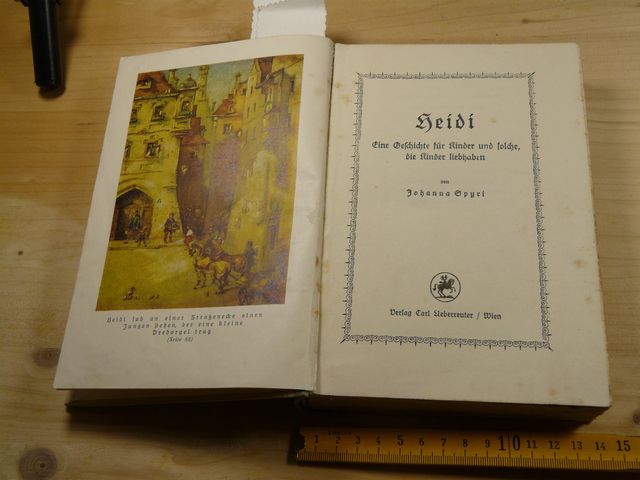 Heidi sah an einer Straßenecke einen
Jungen stehen, der eine kleine
Drehorgel trug
Heidi
Eine Geschichte für Kinder und solche,
die Kinder liebhaben
von
Johanna Spyri
Verlag Carl Ueberreuter / Wien
1 2 3 4 5 6 7 8 9 10 11 12 13 14 15